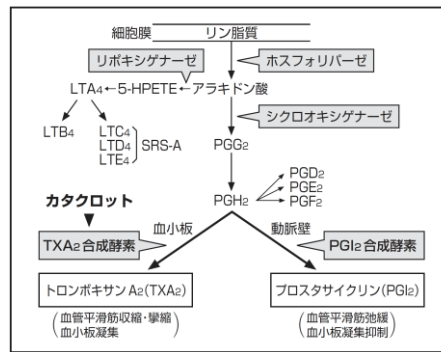 細胞膜 リン脂質
リポキシゲナーゼ
ホスフォリパーゼ
LTA4←5-HPETE←アラキドン酸
シクロオキシゲナーゼ
LTB4
LTC4
LTD4
LTE4
SRS-A
PGG2
PGD2
PGE2
PGF2
PGH2
カタクロット
血小板
動脈壁
TXA2合成酵素
PGI2合成酵素
トロンボキサンA2(TXA2)
プロスタサイクリン(PGI2)
(血管平滑筋収縮・攣縮
血小板凝集)
(血管平滑筋弛緩
血小板凝集抑制)